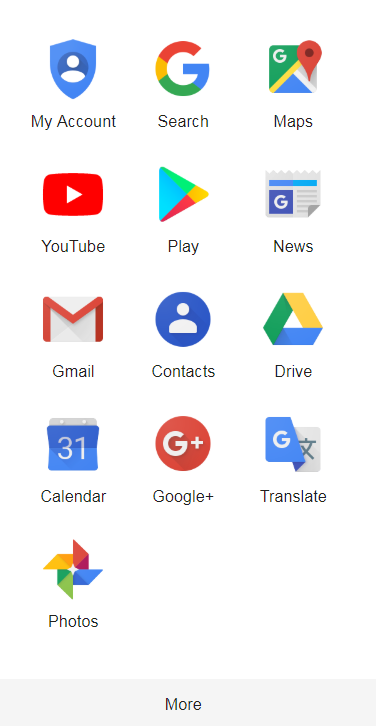 My Account
Search
Maps
YouTube
Play
News
Gmail
Contacts
Drive
31
Calendar
Google+
Translate
Photos
More